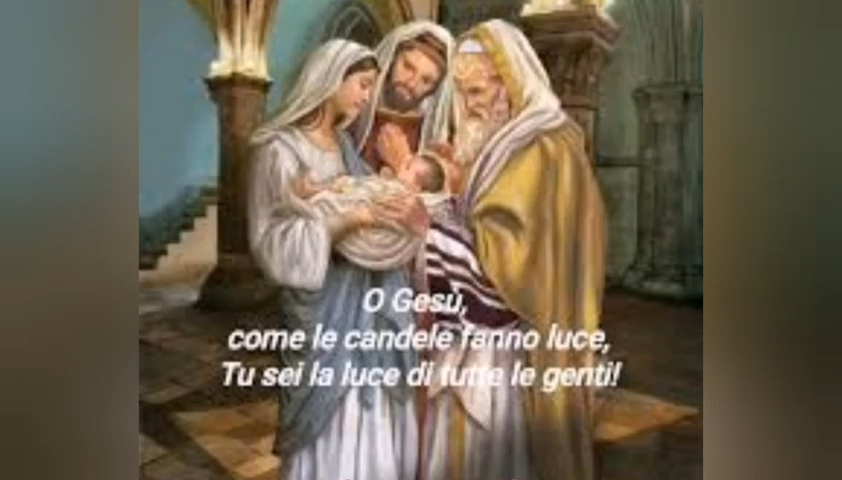 O Gesù,
come le candele fanno luce,
Tu sei la luce di tutte le genti!